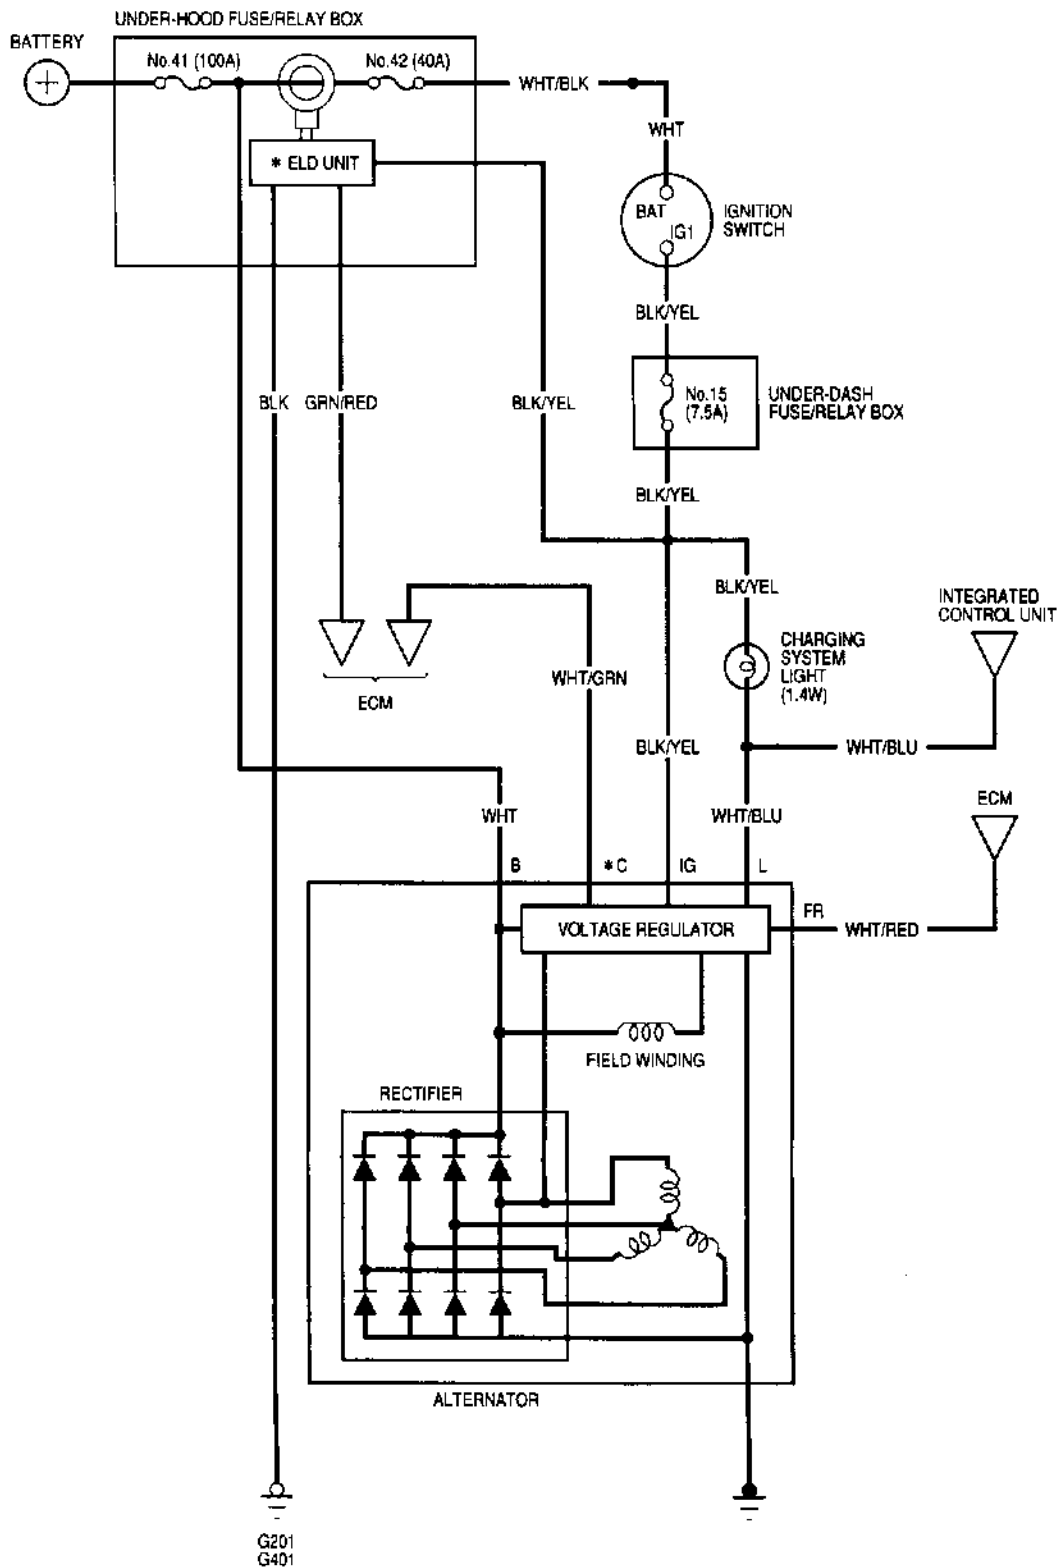 UNDER-HOOD FUSE/RELAY BOX
BATTERY
No.41 (100A)
No.42 (40A)
WHT/BLK
WHT
* ELD UNIT
BAT
IG1
IGNITION
SWITCH
BLK/YEL
No.15
(7.5A)
UNDER-DASH
FUSE/RELAY BOX
BLK
GRN/RED
BLK/YEL
BLK/YEL
BLK/YEL
INTEGRATED
CONTROL UNIT
CHARGING
SYSTEM
LIGHT
(1.4W)
WHT/GRN
ECM
BLK/YEL
WHT/BLU
ECM
WHT
WHT/BLU
B
*C
IG
L
FR
VOLTAGE REGULATOR
WHT/RED
FIELD WINDING
RECTIFIER
ALTERNATOR
G201
G401